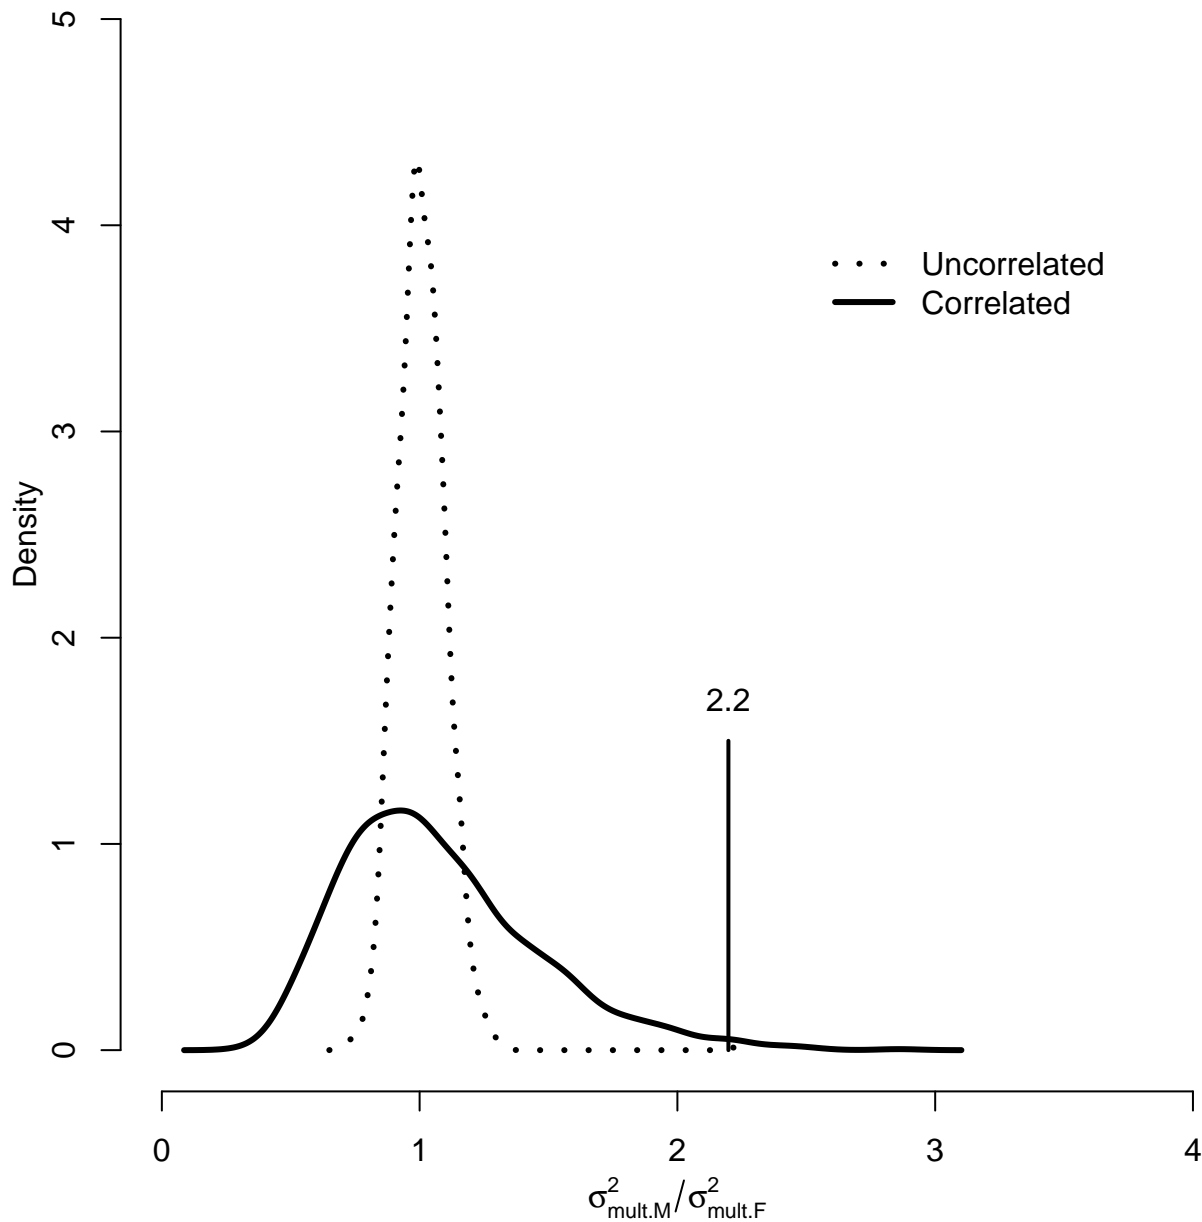 5
4
3
2
1
0
Density
Uncorrelated
Correlated
2.2
0 1 2 3 4
σ²mult.M/σ²mult.F